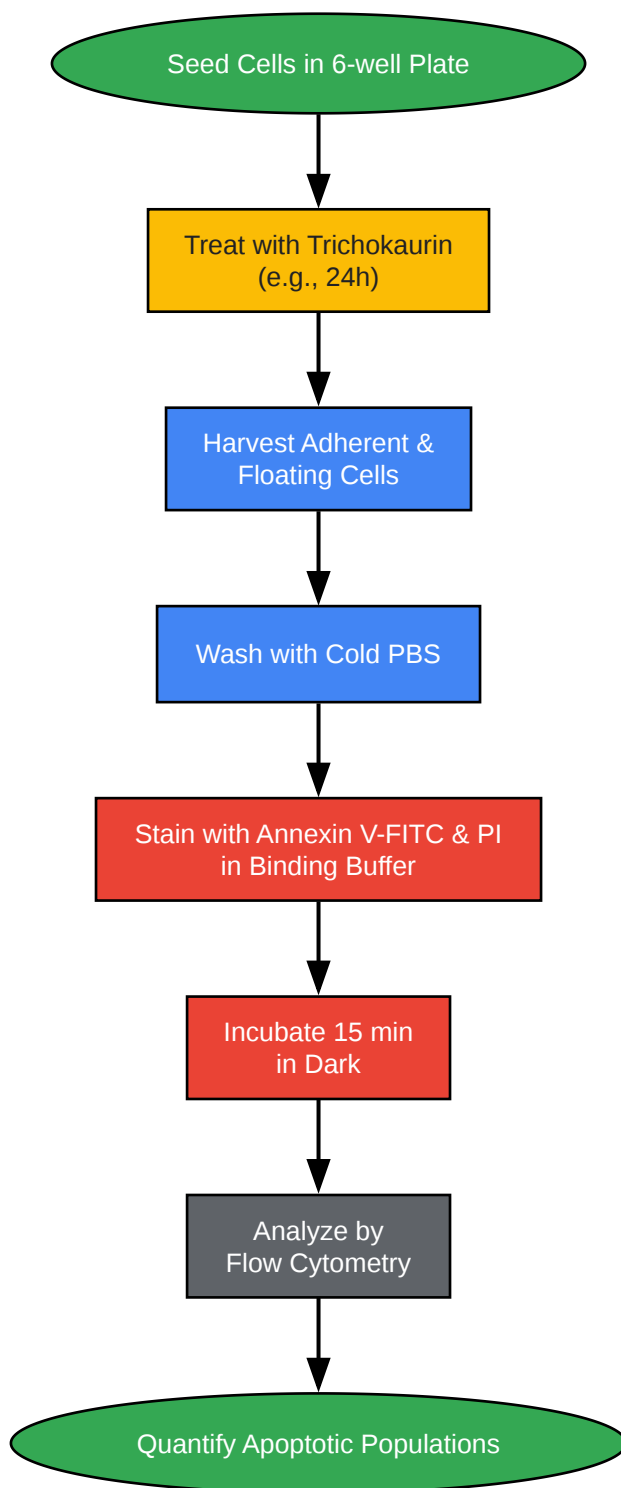 Seed Cells in 6-well Plate
Treat with Trichokaurin
(e.g., 24h)
Harvest Adherent &
Floating Cells
Wash with Cold PBS
Stain with Annexin V-FITC & PI
in Binding Buffer
Incubate 15 min
in Dark
Analyze by
Flow Cytometry
Quantify Apoptotic Populations